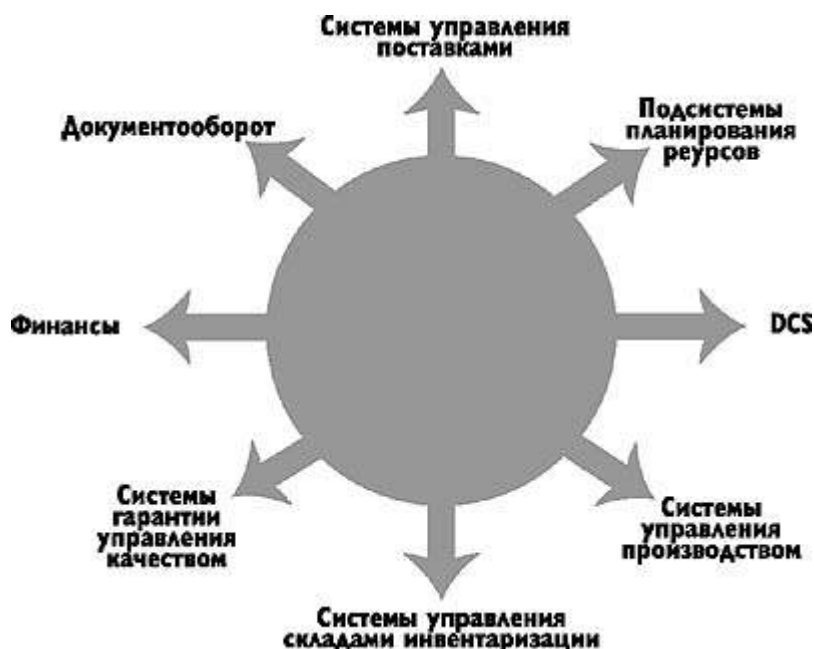 Системы управления
поставками
Документооборот
Подсистемы
планирования
реурсов
Финансы
DCS
Системы
гарантии
управления
качеством
Системы
управления
производством
Системы управления
складами инвентаризации